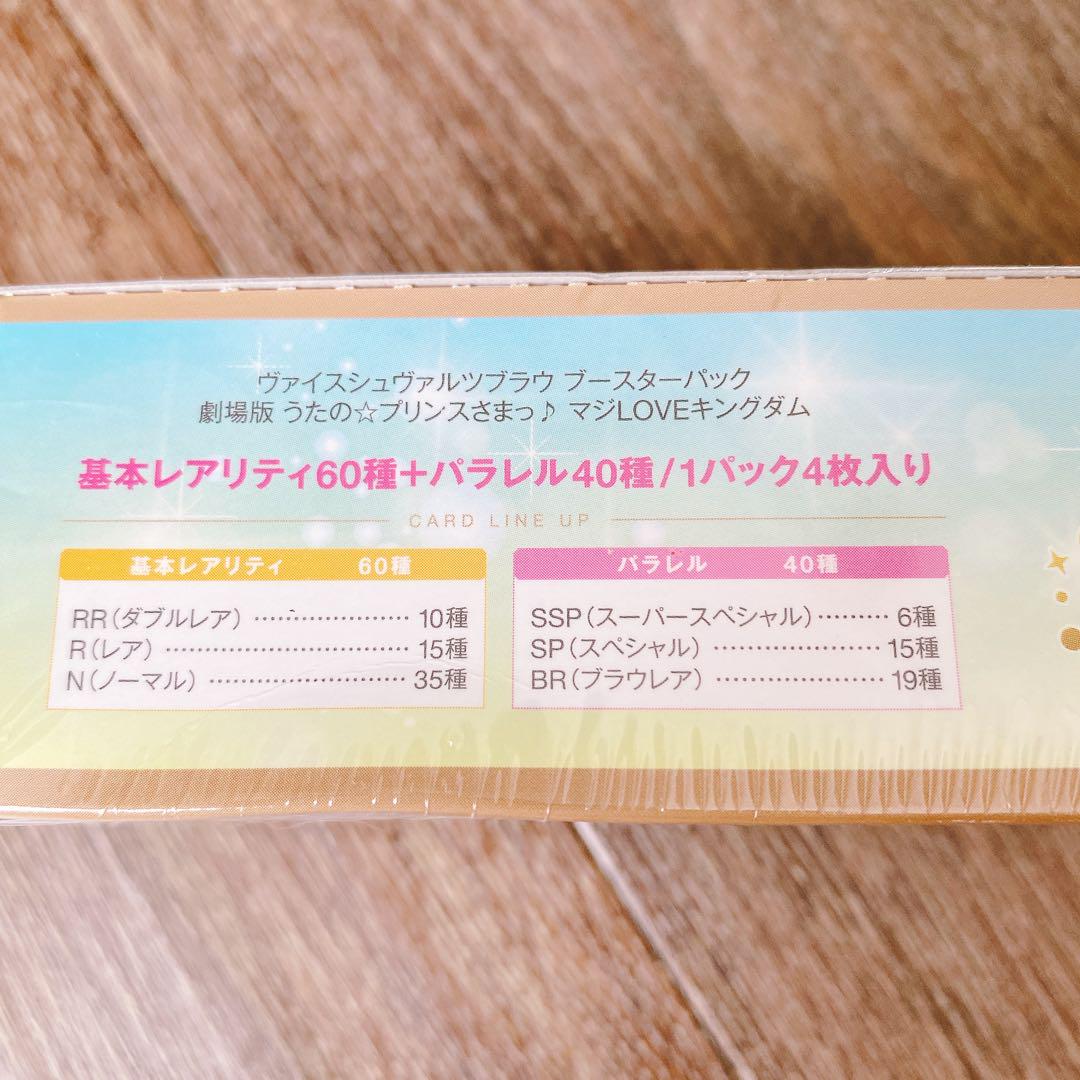 ヴァイスシュヴァルツブラウ ブースターパック
劇場版 うたの☆プリンスさまっ♪ マジLOVEキングダム
基本レアリティ60種+パラレル40種/1パック4枚入り
CARD LINE UP
基本レアリティ 60種
RR(ダブルレア) ………………… 10種
R(レア) ………………………… 15種
N(ノーマル) …………………… 35種
パラレル 40種
SSP(スーパースペシャル) ……… 6種
SP(スペシャル) ………………… 15種
BR(ブラウレア) ………………… 19種